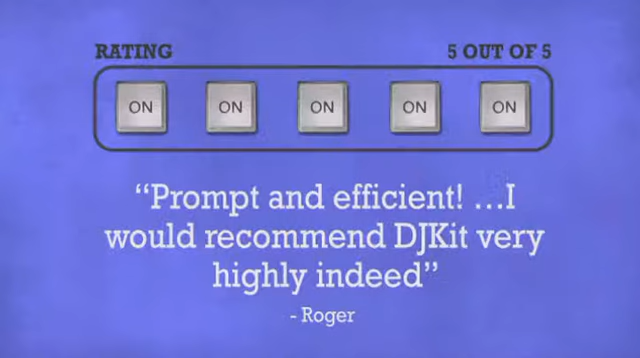 RATING 5 OUT OF 5
ON ON ON ON ON
“Prompt and efficient! …I
would recommend DJKit very
highly indeed”
- Roger